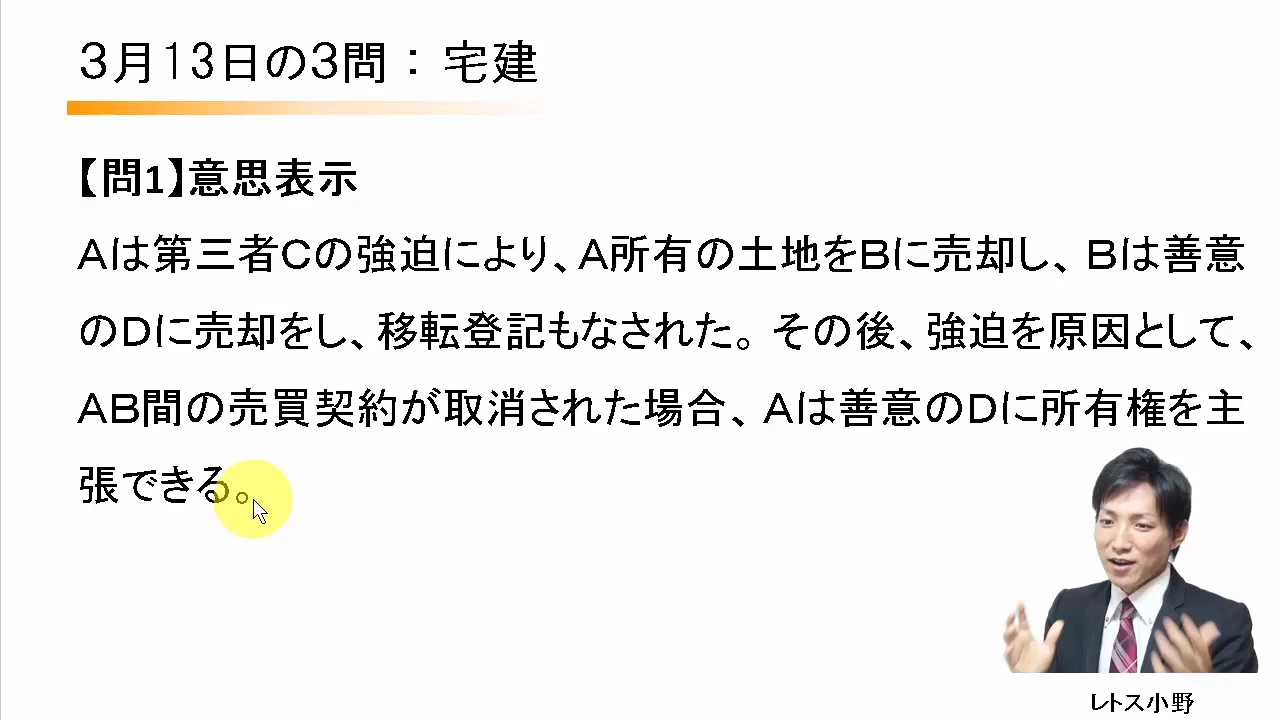 ３月１３日の３問：宅建
【問1】意思表示
Ａは第三者Ｃの強迫により、Ａ所有の土地をＢに売却し、Ｂは善意
のＤに売却をし、移転登記もなされた。その後、強迫を原因として、
ＡＢ間の売買契約が取消された場合、Ａは善意のＤに所有権を主
張できる。
レトス小野